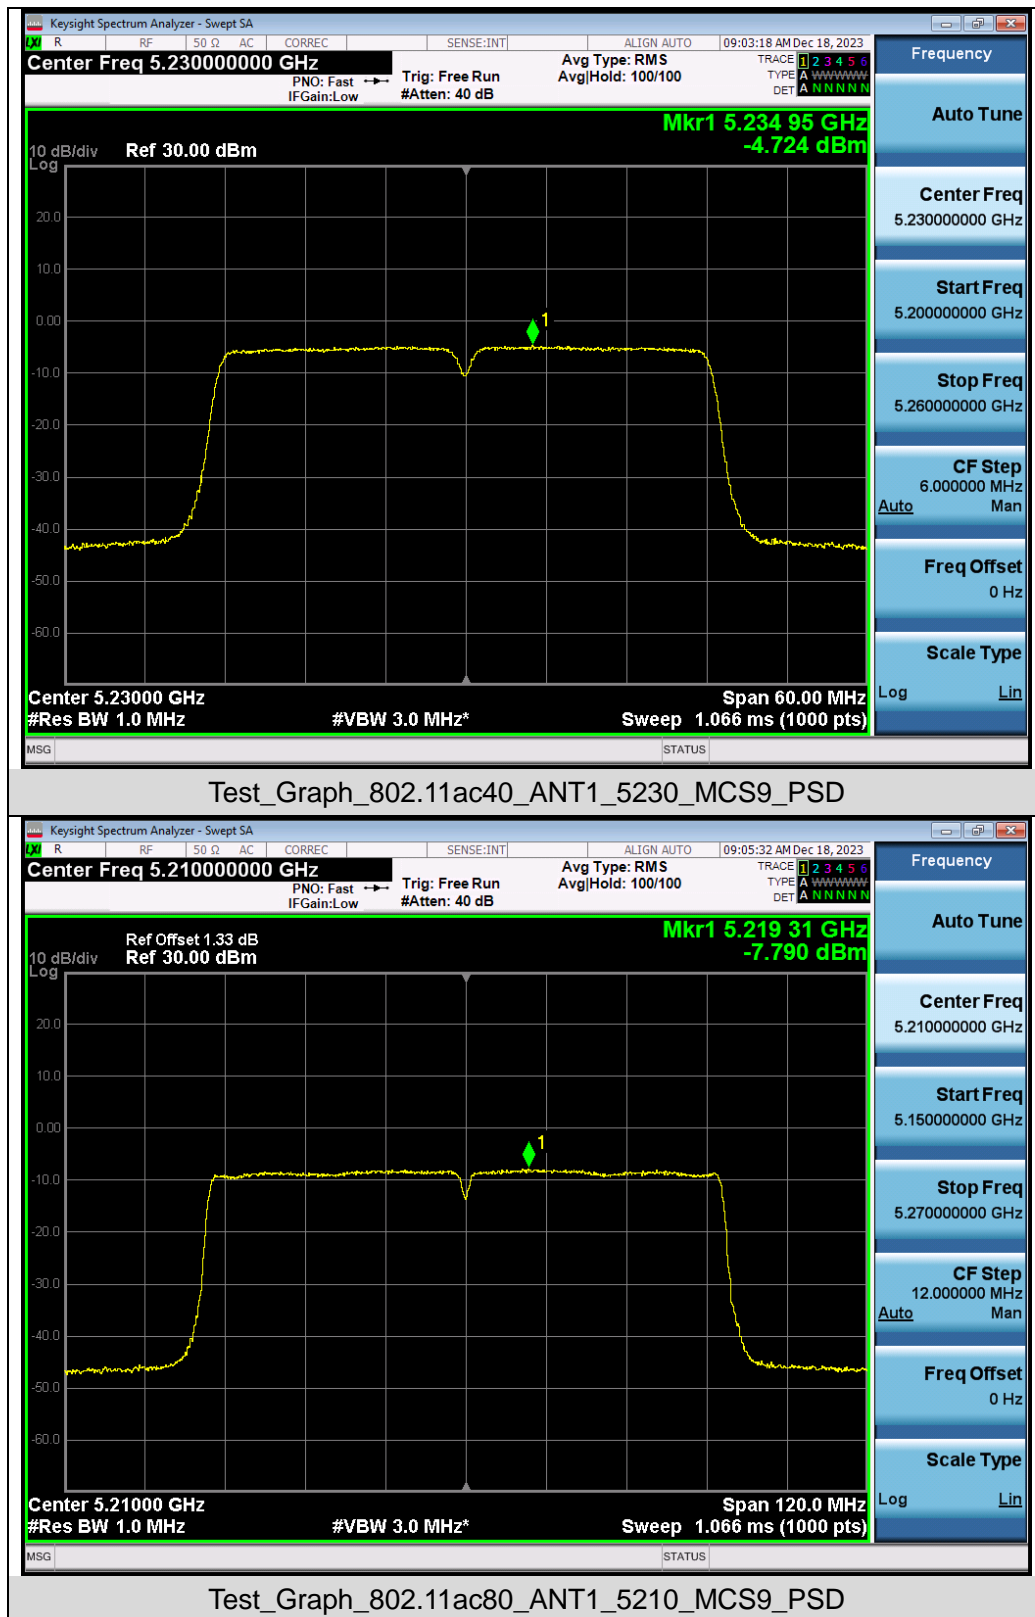 Keysight Spectrum Analyzer - Swept SA
LXI R RF 50 Ω AC CORREC SENSE:INT ALIGN AUTO 09:03:18 AM Dec 18, 2023
Center Freq 5.230000000 GHz
PNO: Fast
IFGain:Low
Trig: Free Run
#Atten: 40 dB
Avg Type: RMS
Avg|Hold: 100/100
TRACE 1 2 3 4 5 6
TYPE A WWWWW
DET A N N N N N
Mkr1 5.234 95 GHz
-4.724 dBm
10 dB/div
Log
Ref 30.00 dBm
20.0
10.0
0.00
-10.0
-20.0
-30.0
-40.0
-50.0
-60.0
1
Center 5.23000 GHz
#Res BW 1.0 MHz
#VBW 3.0 MHz*
Span 60.00 MHz
Sweep 1.066 ms (1000 pts)
MSG
STATUS
Frequency
Auto Tune
Center Freq
5.230000000 GHz
Start Freq
5.200000000 GHz
Stop Freq
5.260000000 GHz
CF Step
6.000000 MHz
Auto Man
Freq Offset
0 Hz
Scale Type
Log Lin
Test_Graph_802.11ac40_ANT1_5230_MCS9_PSD
Keysight Spectrum Analyzer - Swept SA
LXI R RF 50 Ω AC CORREC SENSE:INT ALIGN AUTO 09:05:32 AM Dec 18, 2023
Center Freq 5.210000000 GHz
PNO: Fast
IFGain:Low
Trig: Free Run
#Atten: 40 dB
Avg Type: RMS
Avg|Hold: 100/100
TRACE 1 2 3 4 5 6
TYPE A WWWWW
DET A N N N N N
Mkr1 5.219 31 GHz
-7.790 dBm
Ref Offset 1.33 dB
10 dB/div
Log
Ref 30.00 dBm
20.0
10.0
0.00
-10.0
-20.0
-30.0
-40.0
-50.0
-60.0
1
Center 5.21000 GHz
#Res BW 1.0 MHz
#VBW 3.0 MHz*
Span 120.0 MHz
Sweep 1.066 ms (1000 pts)
MSG
STATUS
Frequency
Auto Tune
Center Freq
5.210000000 GHz
Start Freq
5.150000000 GHz
Stop Freq
5.270000000 GHz
CF Step
12.000000 MHz
Auto Man
Freq Offset
0 Hz
Scale Type
Log Lin
Test_Graph_802.11ac80_ANT1_5210_MCS9_PSD